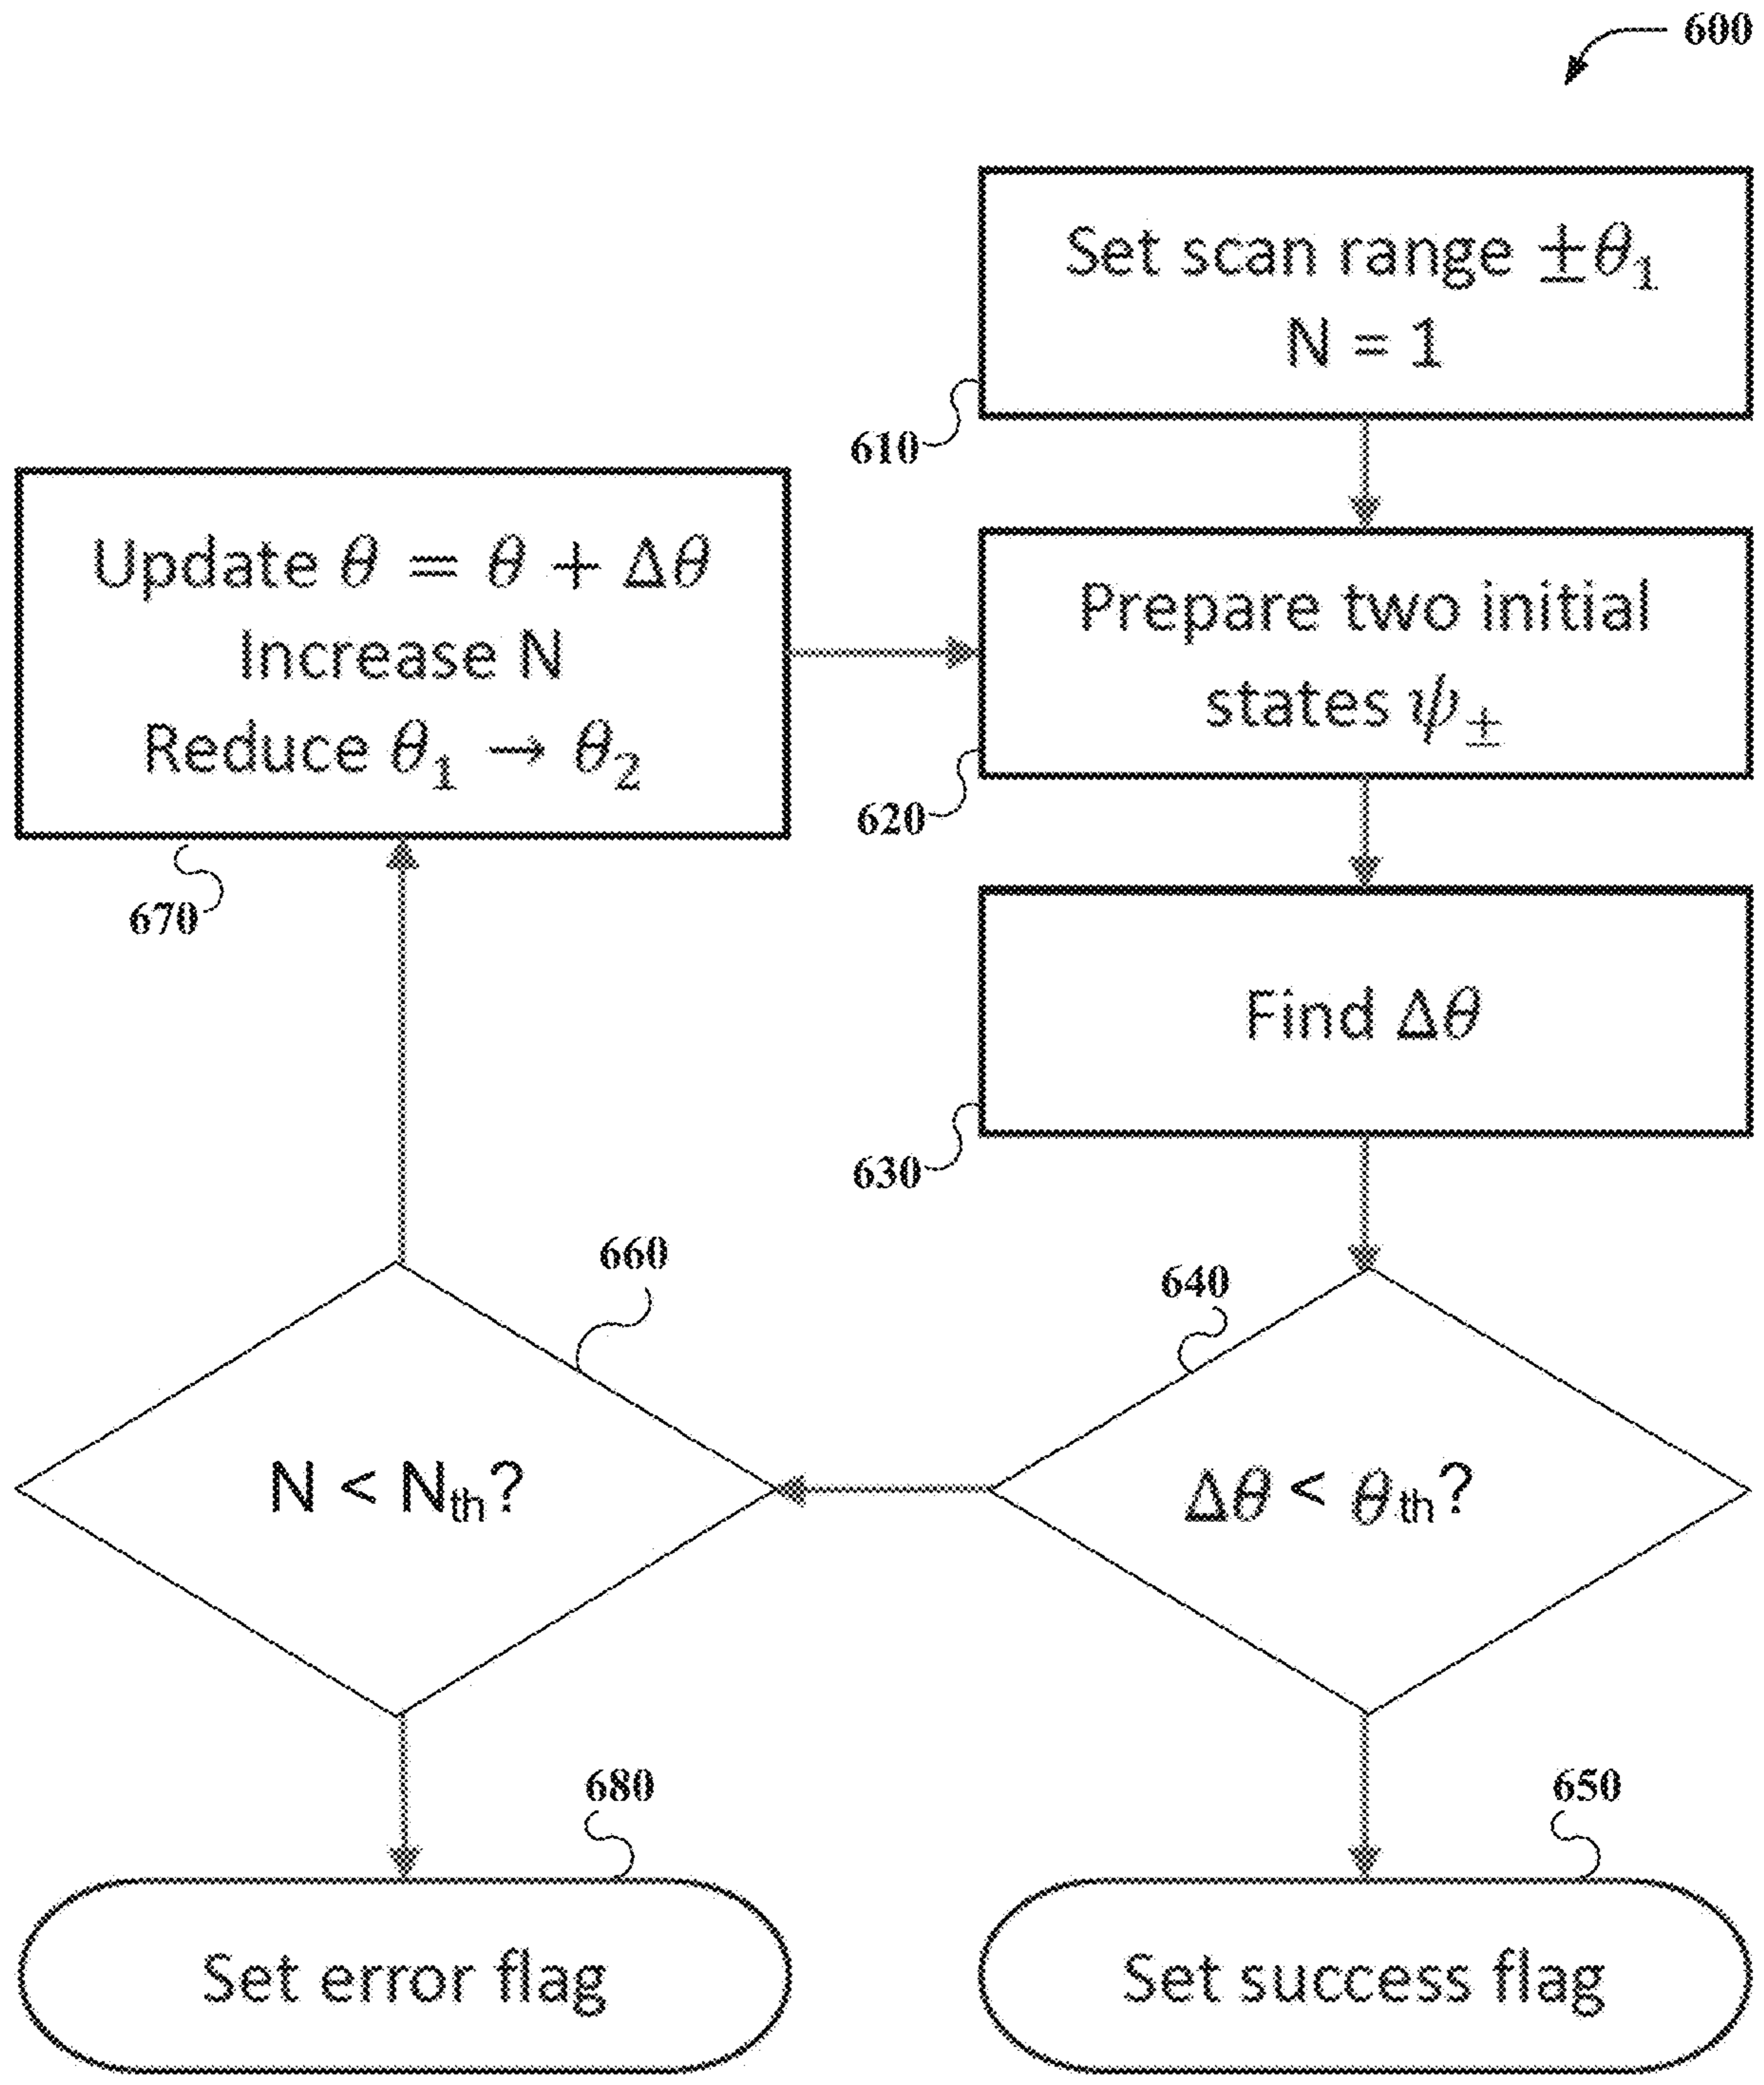 600
Set scan range ±θ₁
N = 1
610
Update θ = θ + Δθ
Increase N
Reduce θ₁ → θ₂
670
Prepare two initial
states ψ±
620
Find Δθ
630
660
N < Nth?
640
Δθ < θth?
680
Set error flag
650
Set success flag